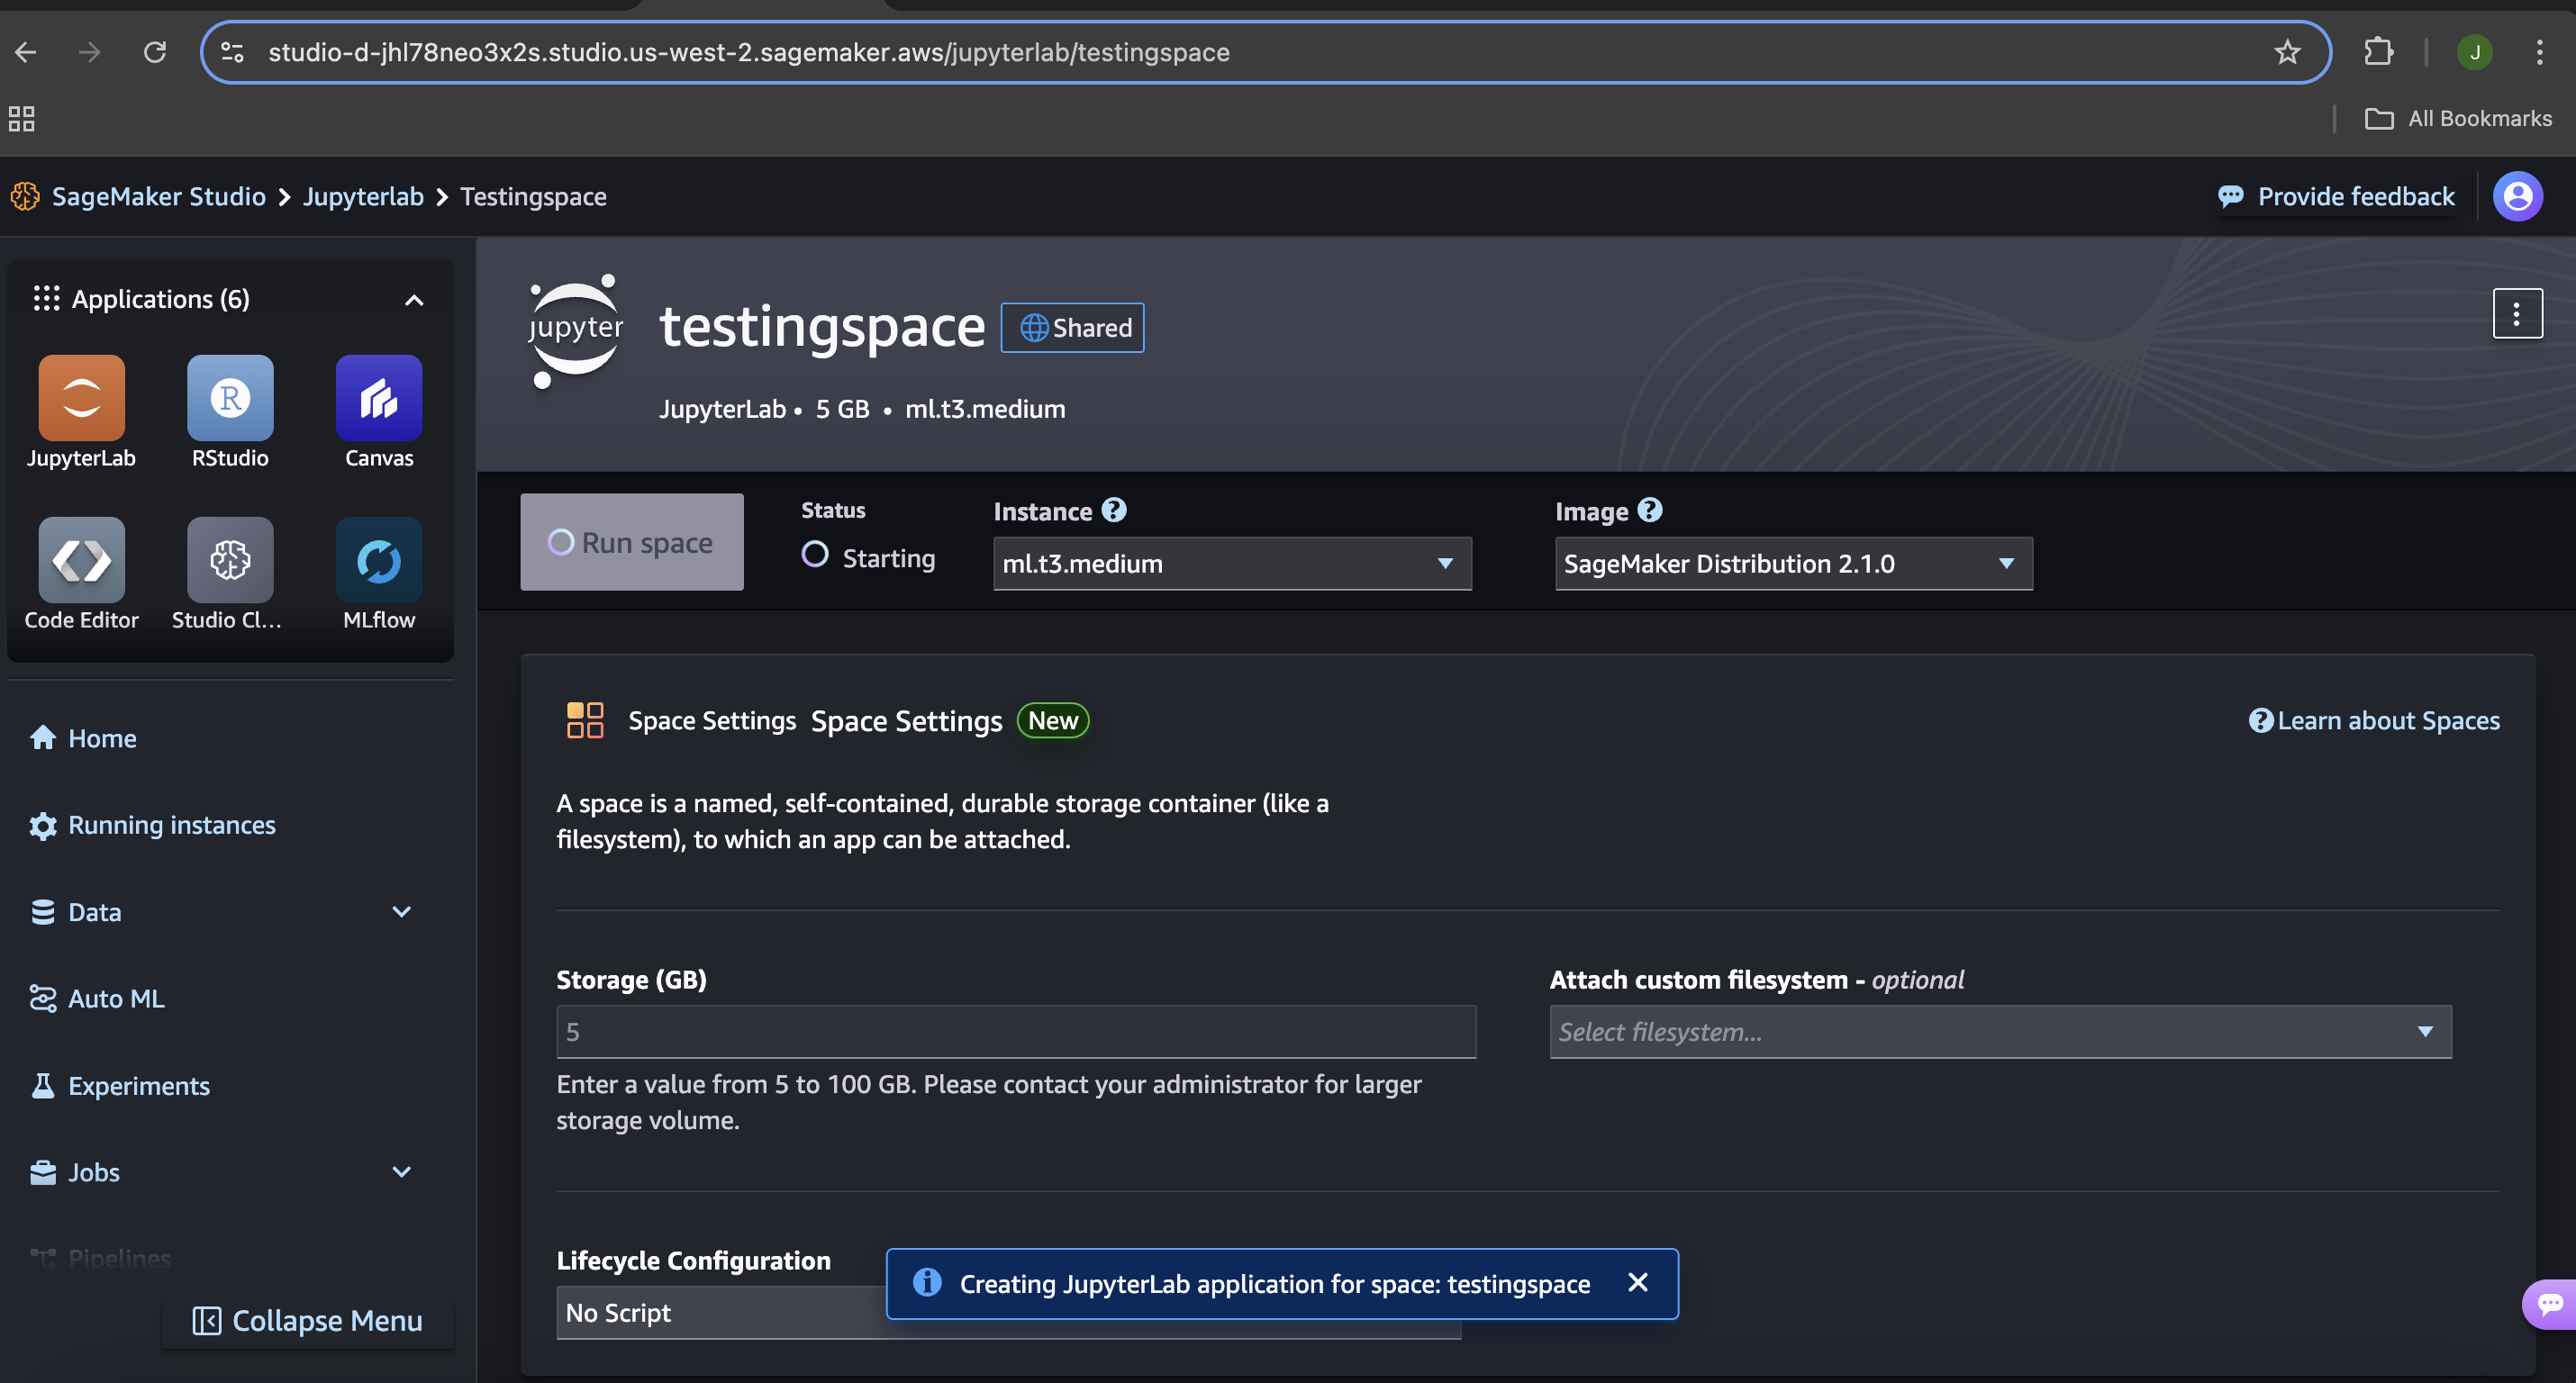 studio-d-jhl78neo3x2s.studio.us-west-2.sagemaker.aws/jupyterlab/testingspace
J
All Bookmarks
SageMaker Studio > Jupyterlab > Testingspace
Provide feedback
Applications (6)
JupyterLab
RStudio
Canvas
Code Editor
Studio Cl...
MLflow
Home
Running instances
Data
Auto ML
Experiments
Jobs
Pipelines
Collapse Menu
jupyter
testingspace
Shared
JupyterLab • 5 GB • ml.t3.medium
Run space
Status
Starting
Instance
ml.t3.medium
Image
SageMaker Distribution 2.1.0
Space Settings Space Settings New
Learn about Spaces
A space is a named, self-contained, durable storage container (like a
filesystem), to which an app can be attached.
Storage (GB)
5
Enter a value from 5 to 100 GB. Please contact your administrator for larger
storage volume.
Attach custom filesystem - optional
Select filesystem...
Lifecycle Configuration
No Script
Creating JupyterLab application for space: testingspace